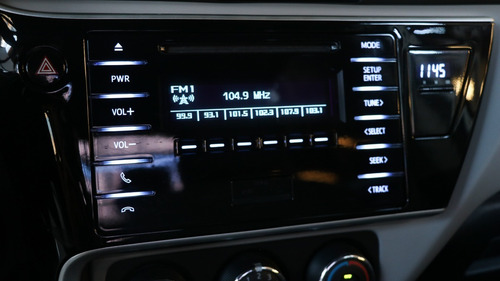 PWR
VOL+
VOL-
FM1
104.9 MHz
99.9 93.1 101.5 102.3 107.9 103.1
MODE
SETUP
ENTER
TUNE>
<SELECT
SEEK>
<TRACK
1145